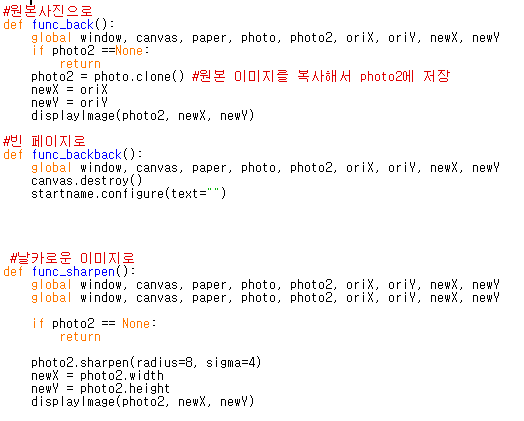 #원본사진으로
def func_back():
    global window, canvas, paper, photo, photo2, oriX, oriY, newX, newY
    if photo2 ==None:
        return
    photo2 = photo.clone() #원본 이미지를 복사해서 photo2에 저장
    newX = oriX
    newY = oriY
    displayImage(photo2, newX, newY)
#빈 페이지로
def func_backback():
    global window, canvas, paper, photo, photo2, oriX, oriY, newX, newY
    canvas.destroy()
    startname.configure(text="")
#날카로운 이미지로
def func_sharpen():
    global window, canvas, paper, photo, photo2, oriX, oriY, newX, newY
    global window, canvas, paper, photo, photo2, oriX, oriY, newX, newY
    if photo2 == None:
        return
    photo2.sharpen(radius=8, sigma=4)
    newX = photo2.width
    newY = photo2.height
    displayImage(photo2, newX, newY)